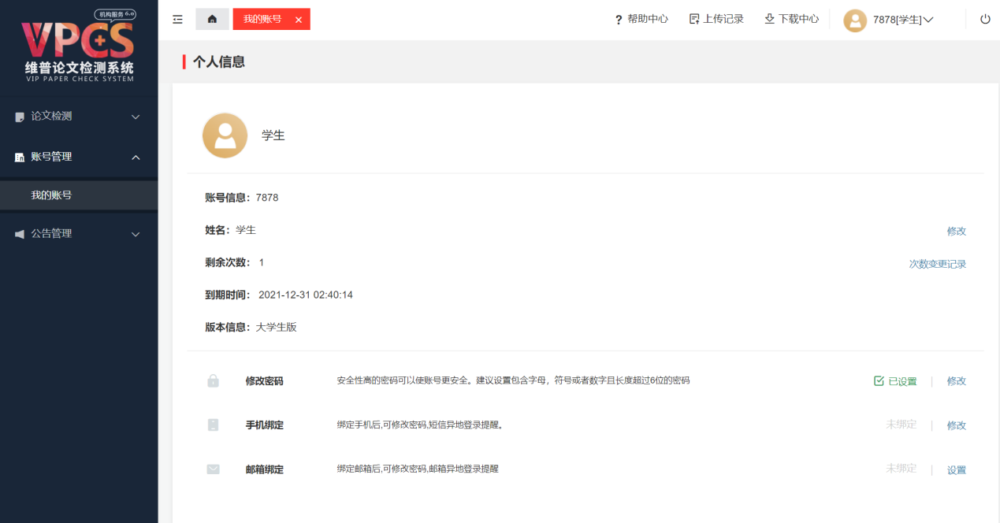 机构服务 6.0
VPCS
维普论文检测系统
VIP PAPER CHECK SYSTEM
论文检测
账号管理
我的账号
公告管理
我的账号 ×
? 帮助中心 上传记录 下载中心 7878[学生]
个人信息
学生
账号信息：7878
姓名：学生 修改
剩余次数： 1 次数变更记录
到期时间： 2021-12-31 02:40:14
版本信息：大学生版
修改密码 安全性高的密码可以使账号更安全。建议设置包含字母，符号或者数字且长度超过6位的密码 已设置 | 修改
手机绑定 绑定手机后,可修改密码,短信异地登录提醒。 未绑定 | 修改
邮箱绑定 绑定邮箱后,可修改密码,邮箱异地登录提醒 未绑定 | 设置